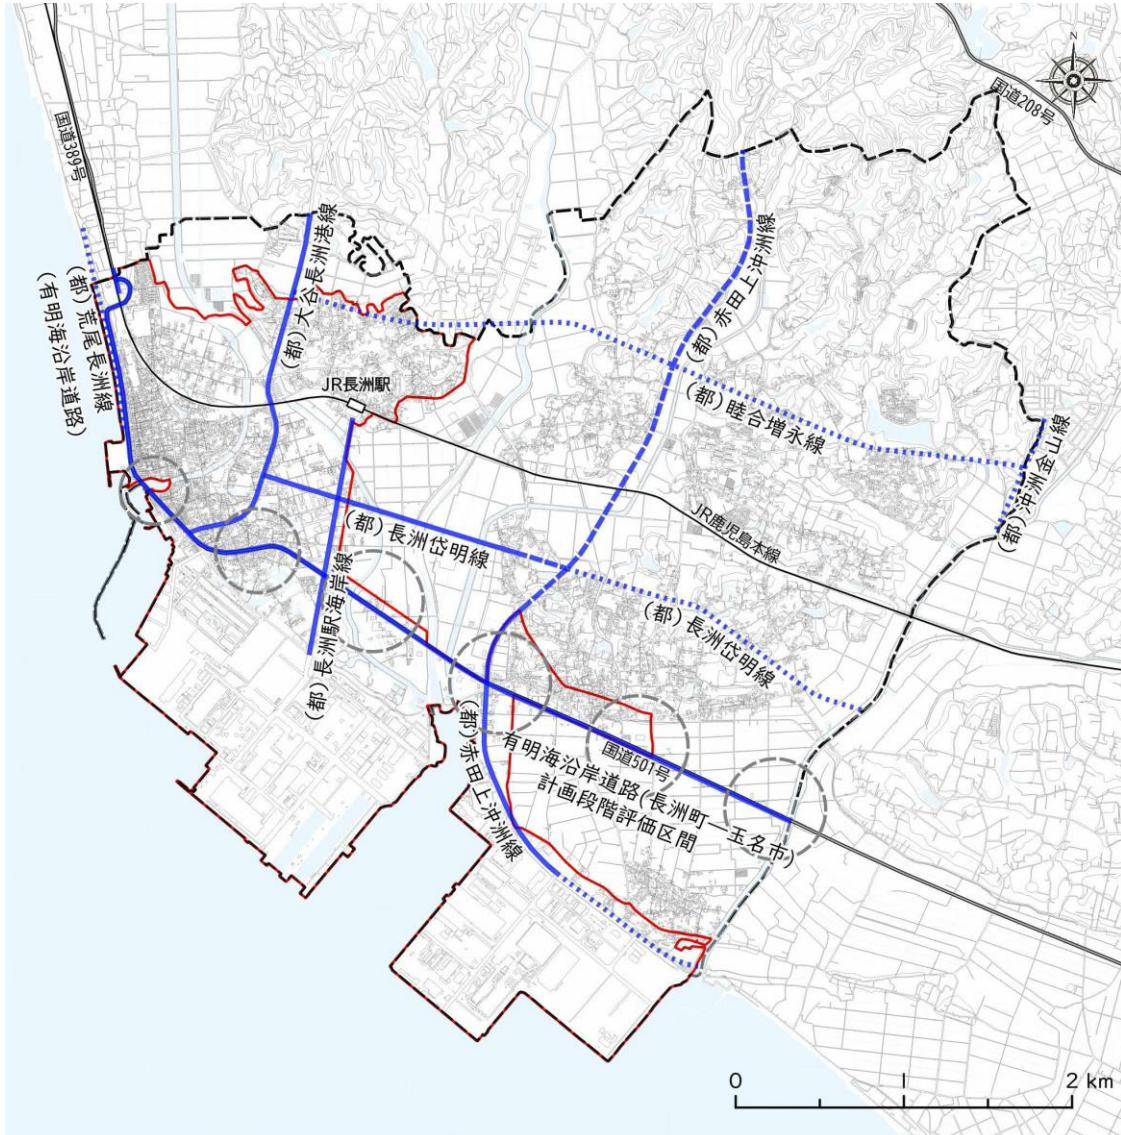 N
国道208号
国道389号
(都)大谷長洲港線
(都)荒尾長洲線
(有明海沿岸道路)
(都)赤田上沖洲線
JR長洲駅
(都)睦合増永線
(都)沖洲金山線
JR鹿児島本線
(都)長洲岱明線
(都)長洲駅海岸線
(都)長洲岱明線
(都)赤田上沖洲線
国道501号
有明海沿岸道路(長洲町ー玉名市)
計画段階評価区間
0 1 2 km